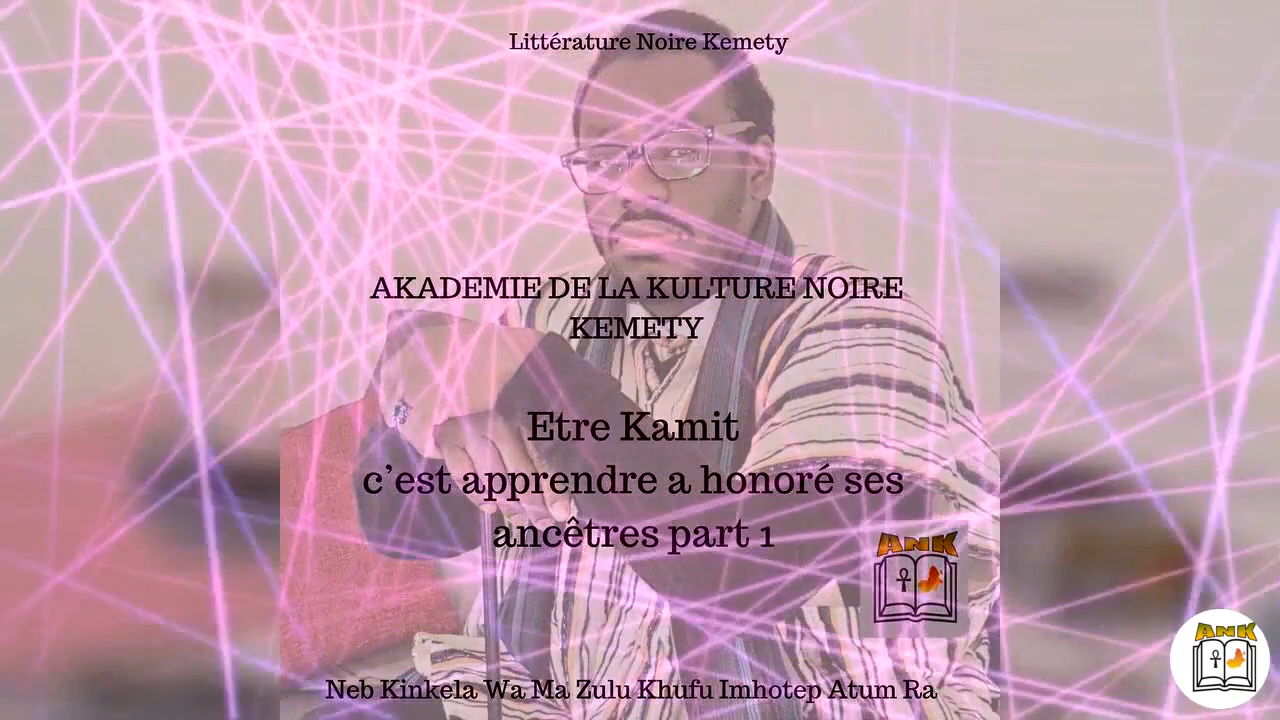 Littérature Noire Kemety
AKADEMIE DE LA KULTURE NOIRE
KEMETY
Etre Kamit
c’est apprendre a honoré ses
ancêtres part 1
ANK
Neb Kinkela Wa Ma Zulu Khufu Imhotep Atum Ra
ANK